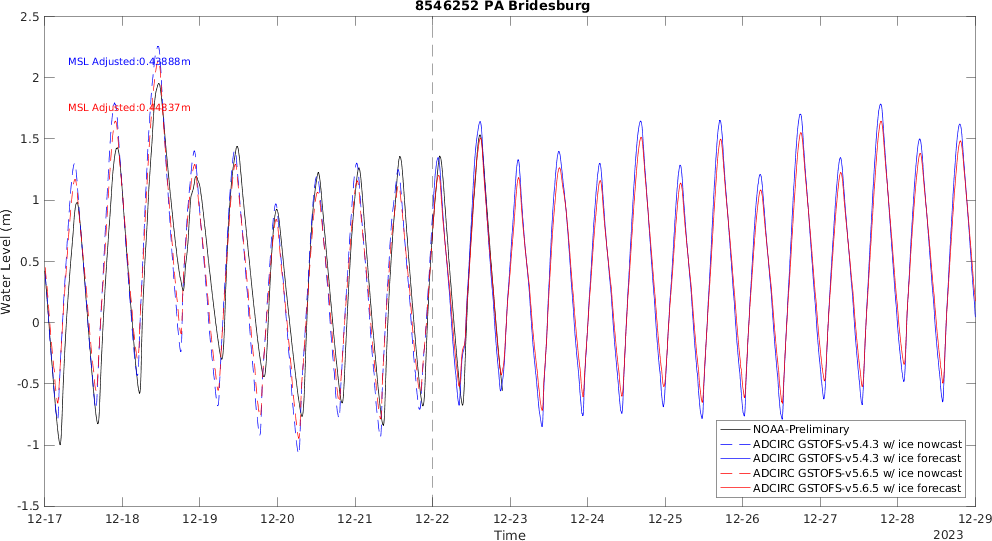 8546252 PA Bridesburg
2.5
2
1.5
1
0.5
0
-0.5
-1
-1.5
Water Level (m)
MSL Adjusted:0.43888m
MSL Adjusted:0.44337m
NOAA-Preliminary
ADCIRC GSTOFS-v5.4.3 w/ ice nowcast
ADCIRC GSTOFS-v5.4.3 w/ ice forecast
ADCIRC GSTOFS-v5.6.5 w/ ice nowcast
ADCIRC GSTOFS-v5.6.5 w/ ice forecast
12-17 12-18 12-19 12-20 12-21 12-22 12-23 12-24 12-25 12-26 12-27 12-28 12-29
Time
2023